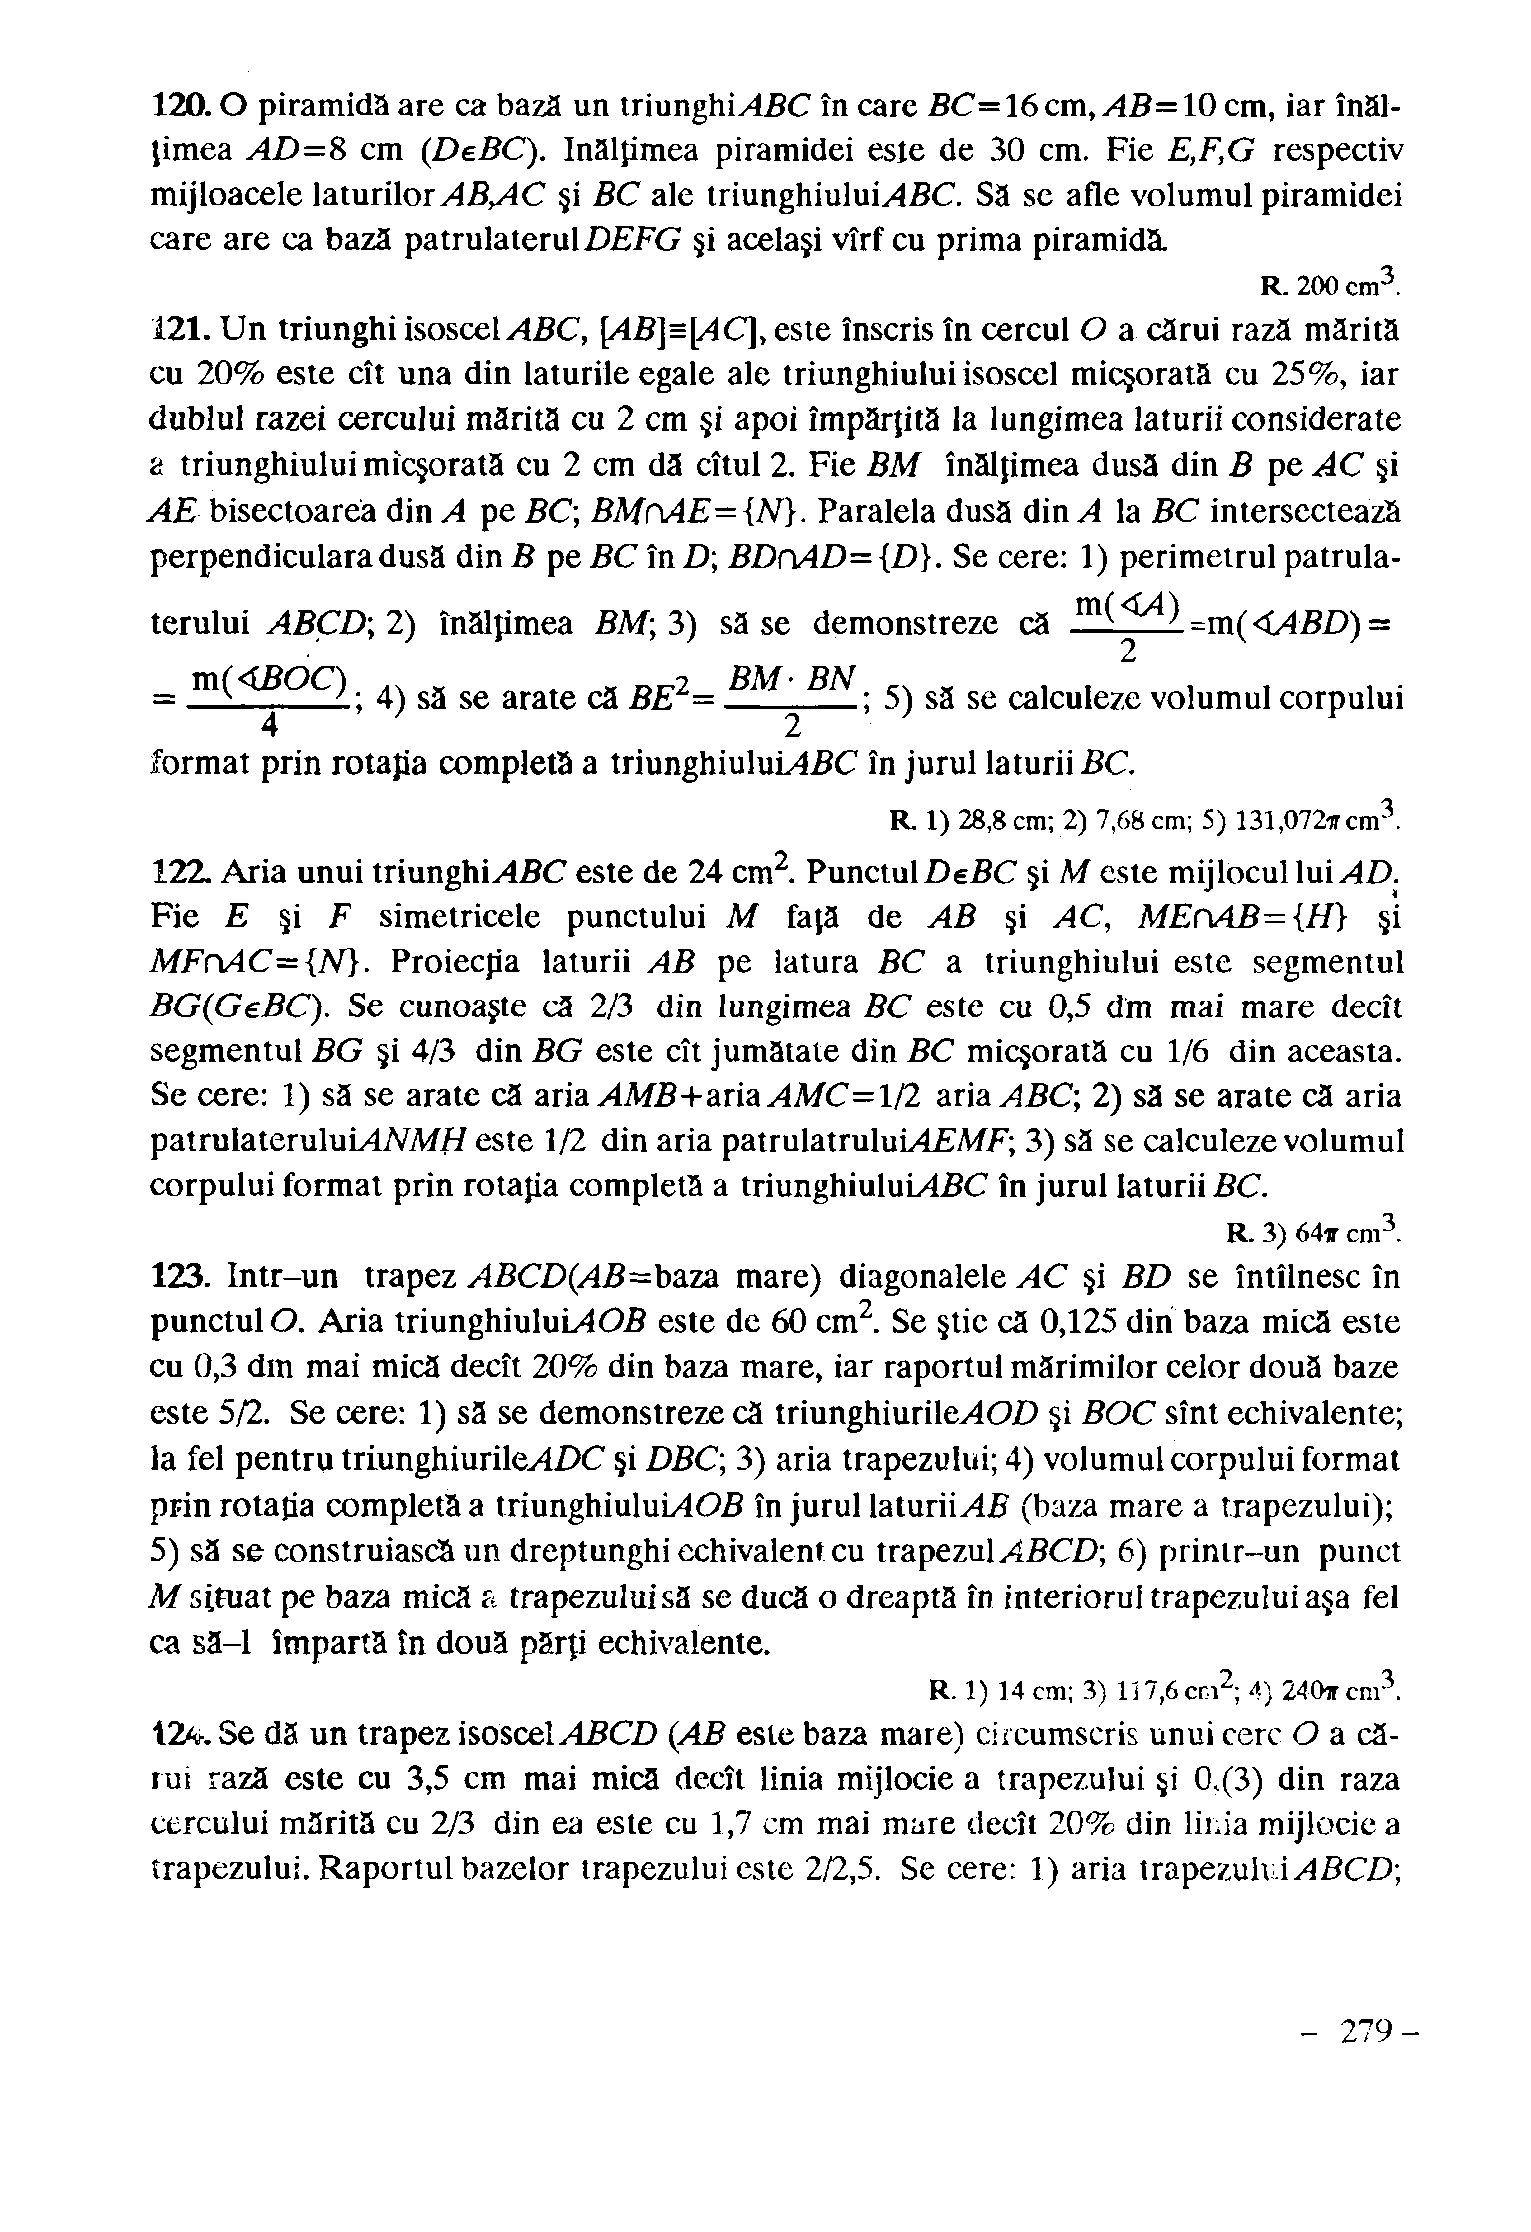 120. O piramidă are ca bază un triunghi ABC în care BC=16 cm, AB=10 cm, iar înăl-
ţimea AD=8 cm (D∈BC). Inălţimea piramidei este de 30 cm. Fie E,F,G respectiv
mijloacele laturilor AB,AC şi BC ale triunghiului ABC. Să se afle volumul piramidei
care are ca bază patrulaterul DEFG şi acelaşi vîrf cu prima piramidă.
R. 200 cm³.
121. Un triunghi isoscel ABC, [AB]≡[AC], este înscris în cercul O a cărui rază mărită
cu 20% este cît una din laturile egale ale triunghiului isoscel micşorată cu 25%, iar
dublul razei cercului mărită cu 2 cm şi apoi împărţită la lungimea laturii considerate
a triunghiului micşorată cu 2 cm dă cîtul 2. Fie BM înălţimea dusă din B pe AC şi
AE bisectoarea din A pe BC; BM∩AE={N}. Paralela dusă din A la BC intersectează
perpendiculara dusă din B pe BC în D; BD∩AD={D}. Se cere: 1) perimetrul patrula-
terului ABCD; 2) înălţimea BM; 3) să se demonstreze că m(∢A)/2 =m(∢ABD)=
= m(∢BOC)/4; 4) să se arate că BE²= BM· BN/2; 5) să se calculeze volumul corpului
format prin rotaţia completă a triunghiului ABC în jurul laturii BC.
R. 1) 28,8 cm; 2) 7,68 cm; 5) 131,072π cm³.
122. Aria unui triunghi ABC este de 24 cm². Punctul D∈BC şi M este mijlocul lui AD.
Fie E şi F simetricele punctului M faţă de AB şi AC, ME∩AB={H} şi
MF∩AC={N}. Proiecţia laturii AB pe latura BC a triunghiului este segmentul
BG(G∈BC). Se cunoaşte că 2/3 din lungimea BC este cu 0,5 dm mai mare decît
segmentul BG şi 4/3 din BG este cît jumătate din BC micşorată cu 1/6 din aceasta.
Se cere: 1) să se arate că aria AMB+aria AMC=1/2 aria ABC; 2) să se arate că aria
patrulaterului ANMH este 1/2 din aria patrulatrului AEMF; 3) să se calculeze volumul
corpului format prin rotaţia completă a triunghiului ABC în jurul laturii BC.
R. 3) 64π cm³.
123. Intr–un trapez ABCD(AB=baza mare) diagonalele AC şi BD se întîlnesc în
punctul O. Aria triunghiului AOB este de 60 cm². Se ştie că 0,125 din baza mică este
cu 0,3 dm mai mică decît 20% din baza mare, iar raportul mărimilor celor două baze
este 5/2. Se cere: 1) să se demonstreze că triunghiurile AOD şi BOC sînt echivalente;
la fel pentru triunghiurile ADC şi DBC; 3) aria trapezului; 4) volumul corpului format
prin rotaţia completă a triunghiului AOB în jurul laturii AB (baza mare a trapezului);
5) să se construiască un dreptunghi echivalent cu trapezul ABCD; 6) printr–un punct
M situat pe baza mică a trapezului să se ducă o dreaptă în interiorul trapezului aşa fel
ca să–l împartă în două părţi echivalente.
R. 1) 14 cm; 3) 117,6 cm²; 4) 240π cm³.
124. Se dă un trapez isoscel ABCD (AB este baza mare) circumscris unui cerc O a că-
rui rază este cu 3,5 cm mai mică decît linia mijlocie a trapezului şi 0,(3) din raza
cercului mărită cu 2/3 din ea este cu 1,7 cm mai mare decît 20% din linia mijlocie a
trapezului. Raportul bazelor trapezului este 2/2,5. Se cere: 1) aria trapezului ABCD;
– 279 –